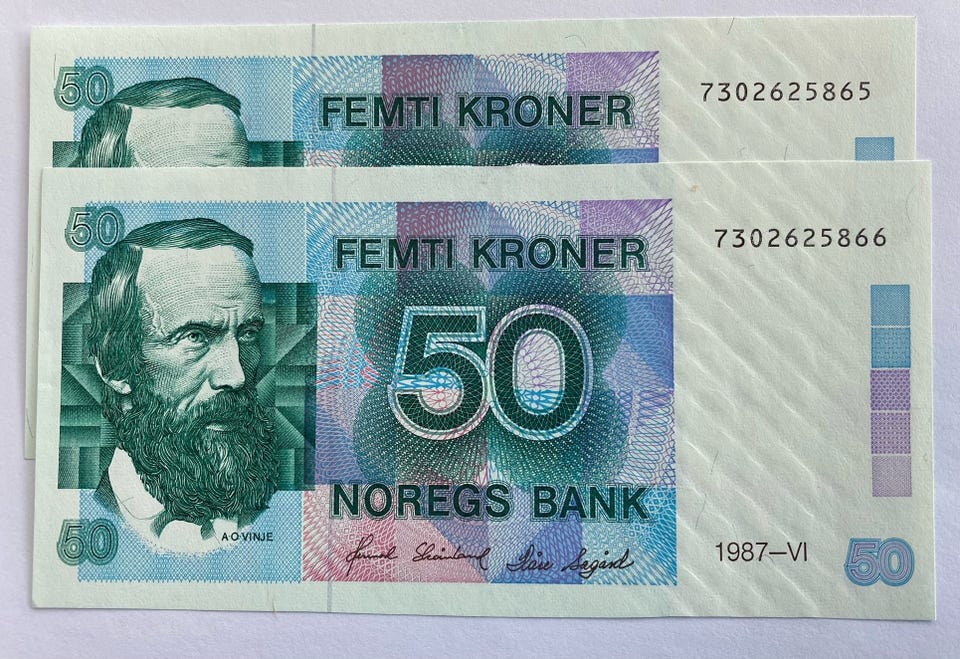 50
FEMTI KRONER
7302625865
50
FEMTI KRONER
7302625866
50
NOREGS BANK
50
A·O·VINJE
1987–VI
50